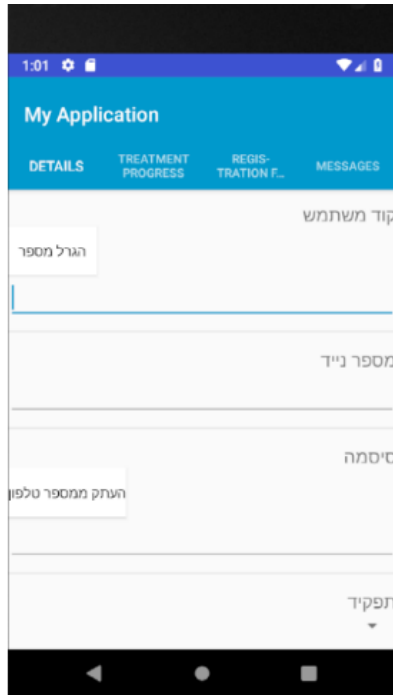 1:01
My Application
DETAILS
TREATMENT
PROGRESS
REGIS-
TRATION F...
MESSAGES
קוד משתמש
הגרל מספר
מספר נייד
סיסמה
העתק ממספר טלפון
תפקיד